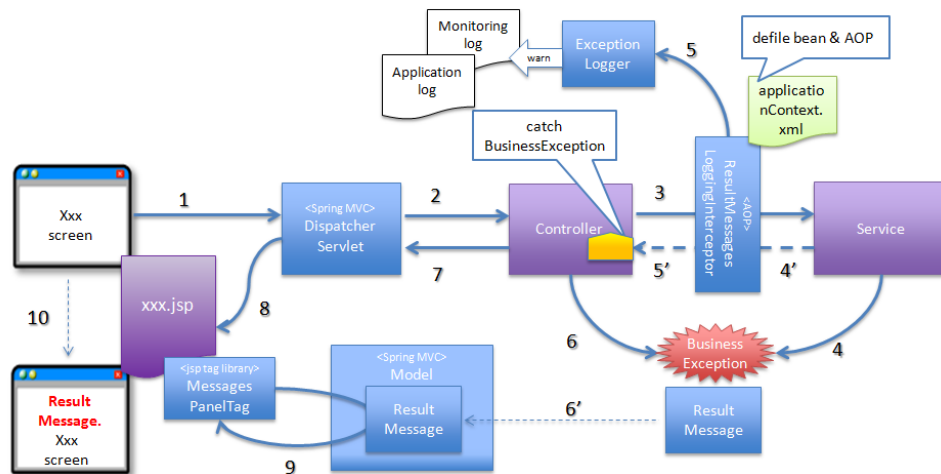 Monitoring
log
Application
log
warn
Exception
Logger
5
defile bean & AOP
applicatio
nContext.
xml
catch
BusinessException
Xxx
screen
1
<Spring MVC>
Dispatcher
Servlet
2
Controller
3
<AOP>
ResultMessages
LoggingInterceptor
Service
7
5’
4’
10
xxx.jsp
8
6
Business
Exception
4
Result
Message.
Xxx
screen
<jsp tag library>
Messages
PanelTag
<Spring MVC>
Model
Result
Message
6’
Result
Message
9